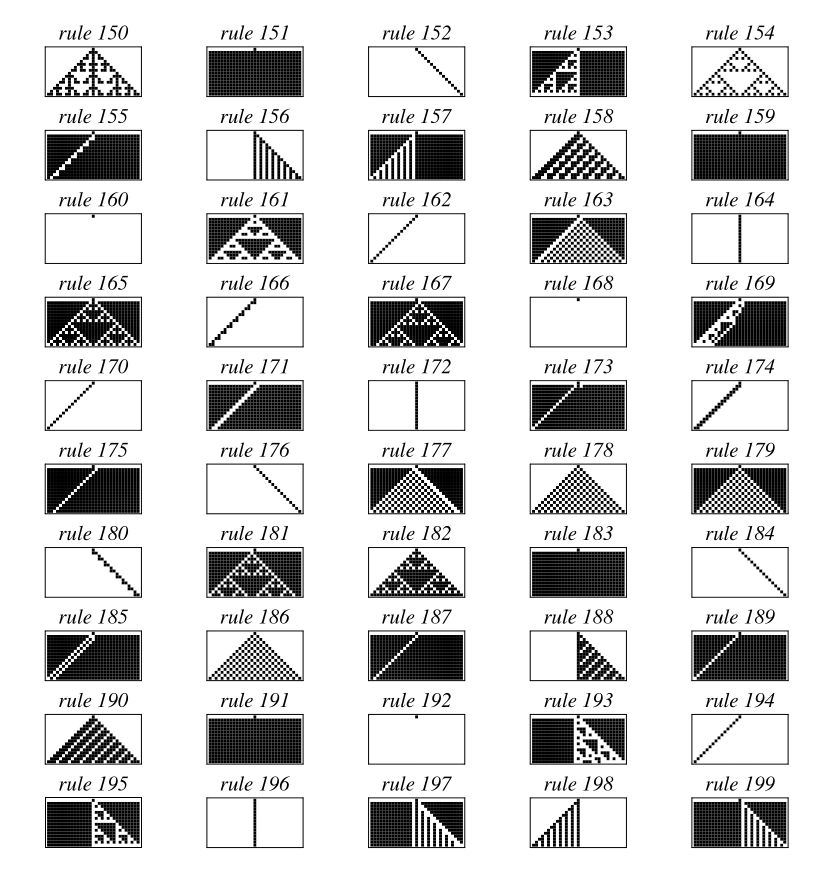 rule 150 rule 151 rule 152 rule 153 rule 154
rule 155 rule 156 rule 157 rule 158 rule 159
rule 160 rule 161 rule 162 rule 163 rule 164
rule 165 rule 166 rule 167 rule 168 rule 169
rule 170 rule 171 rule 172 rule 173 rule 174
rule 175 rule 176 rule 177 rule 178 rule 179
rule 180 rule 181 rule 182 rule 183 rule 184
rule 185 rule 186 rule 187 rule 188 rule 189
rule 190 rule 191 rule 192 rule 193 rule 194
rule 195 rule 196 rule 197 rule 198 rule 199